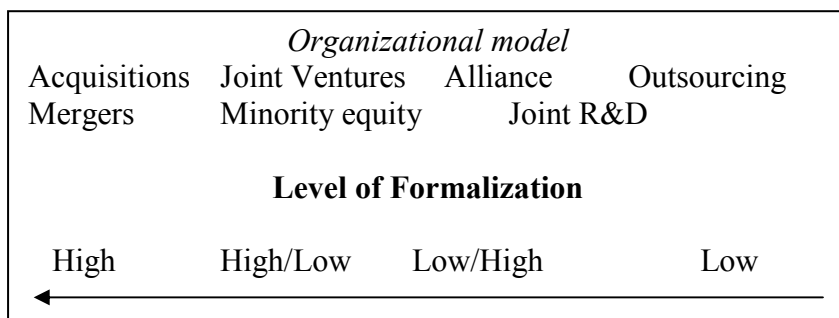 Organizational model
Acquisitions Joint Ventures Alliance Outsourcing
Mergers Minority equity Joint R&D
Level of Formalization
High High/Low Low/High Low